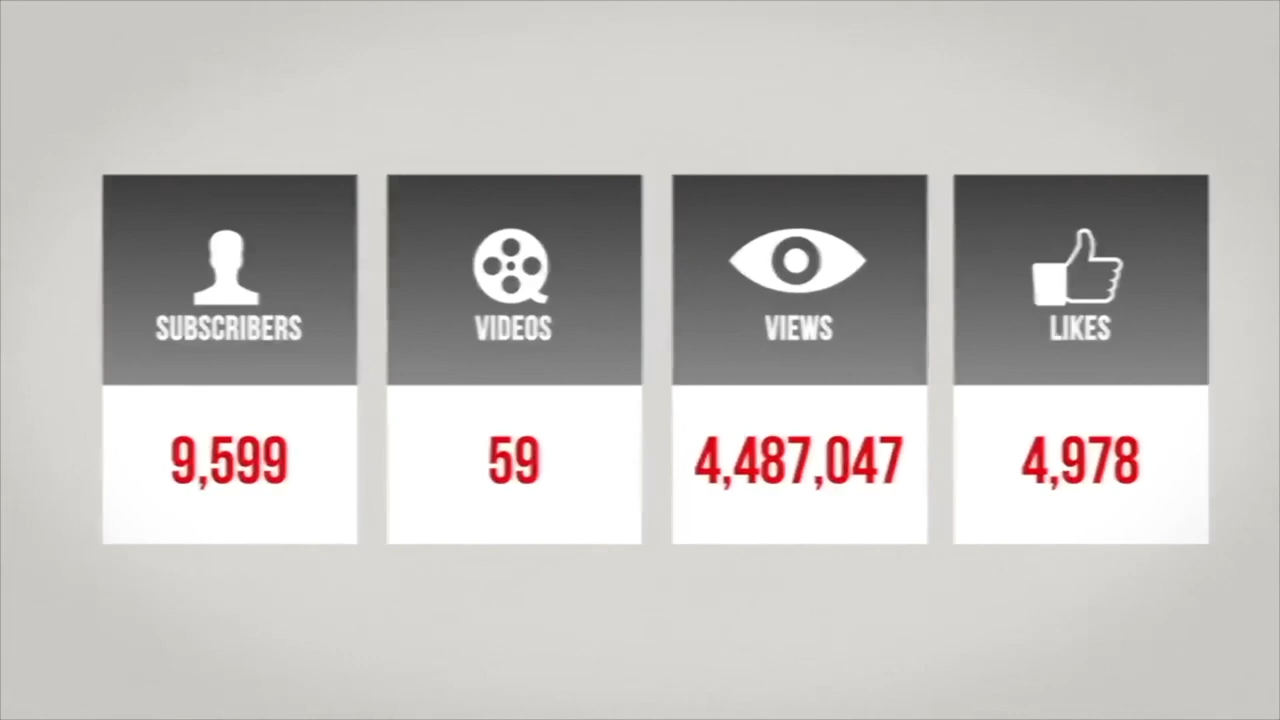 SUBSCRIBERS
9,599
VIDEOS
59
VIEWS
4,487,047
LIKES
4,978